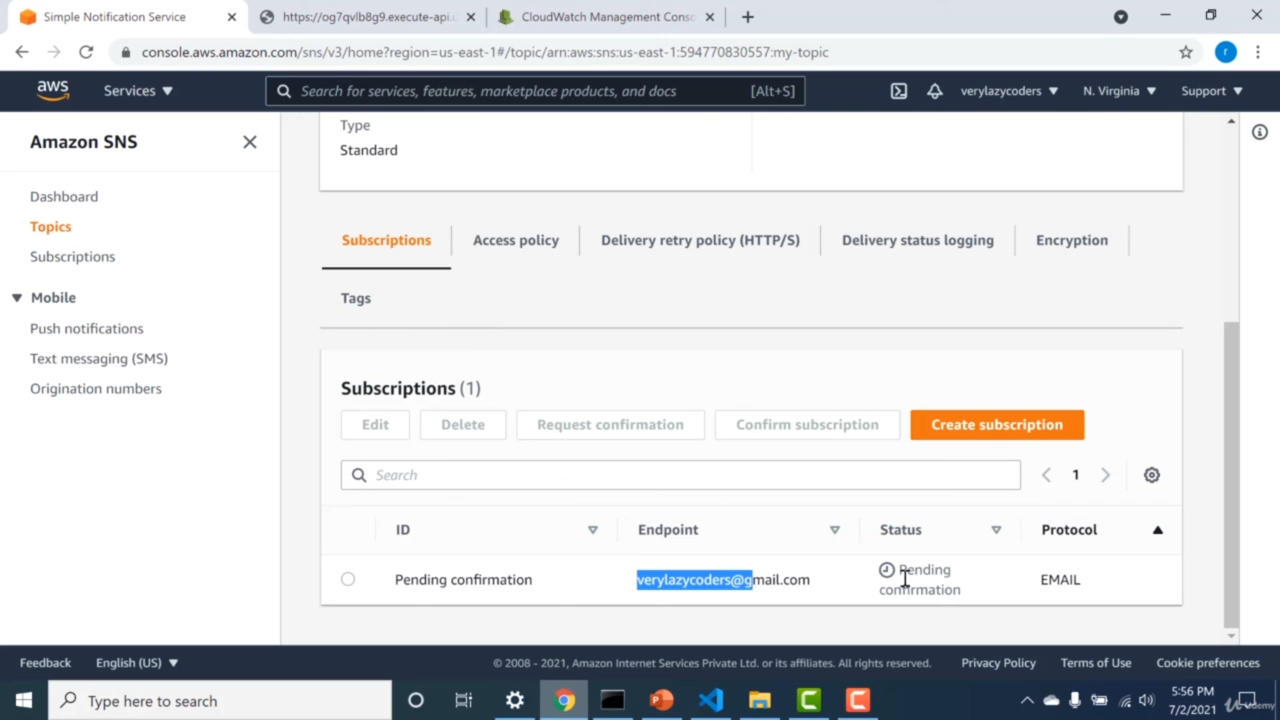 Simple Notification Service
https://og7qvlb8g9.execute-api.u
CloudWatch Management Conso
console.aws.amazon.com/sns/v3/home?region=us-east-1#/topic/arn:aws:sns:us-east-1:594770830557:my-topic
r
aws
Services
Search for services, features, marketplace products, and docs
[Alt+S]
verylazycoders
N. Virginia
Support
Amazon SNS
Dashboard
Topics
Subscriptions
Mobile
Push notifications
Text messaging (SMS)
Origination numbers
Type
Standard
Subscriptions
Access policy
Delivery retry policy (HTTP/S)
Delivery status logging
Encryption
Tags
Subscriptions (1)
Edit
Delete
Request confirmation
Confirm subscription
Create subscription
Search
1
ID
Endpoint
Status
Protocol
Pending confirmation
verylazycoders@gmail.com
Pending
confirmation
EMAIL
Feedback
English (US)
© 2008 - 2021, Amazon Internet Services Private Ltd. or its affiliates. All rights reserved.
Privacy Policy
Terms of Use
Cookie preferences
Type here to search
5:56 PM
7/2/2021
Udemy